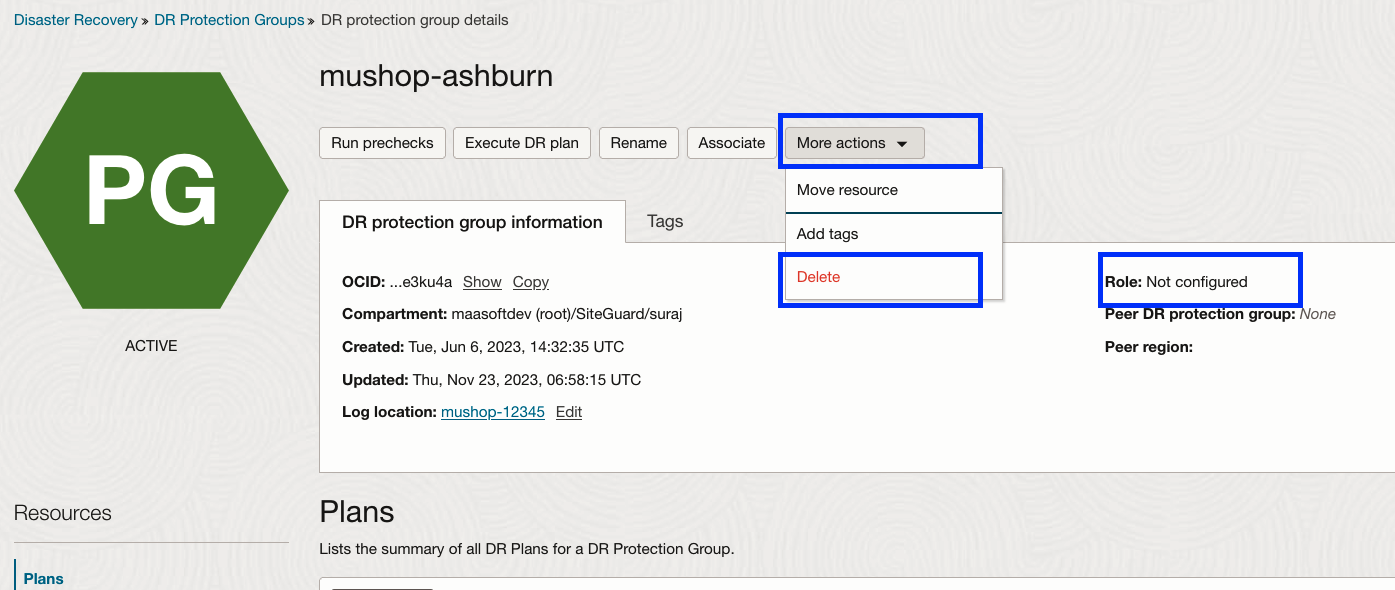 Disaster Recovery » DR Protection Groups » DR protection group details
PG
ACTIVE
mushop-ashburn
Run prechecks Execute DR plan Rename Associate More actions
Move resource
Add tags
Delete
DR protection group information Tags
OCID: ...e3ku4a Show Copy
Compartment: maasoftdev (root)/SiteGuard/suraj
Created: Tue, Jun 6, 2023, 14:32:35 UTC
Updated: Thu, Nov 23, 2023, 06:58:15 UTC
Log location: mushop-12345 Edit
Role: Not configured
Peer DR protection group: None
Peer region:
Resources
Plans
Plans
Lists the summary of all DR Plans for a DR Protection Group.